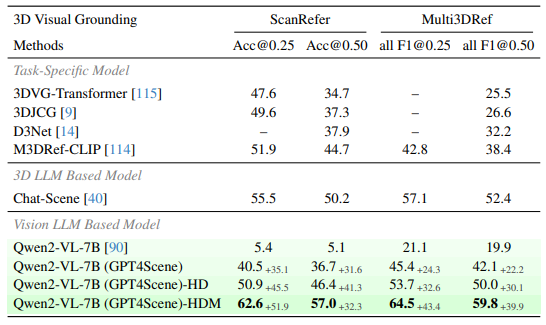 3D Visual Grounding ScanRefer Multi3DRef
Methods Acc@0.25 Acc@0.50 all F1@0.25 all F1@0.50
Task-Specific Model
3DVG-Transformer [115] 47.6 34.7 – 25.5
3DJCG [9] 49.6 37.3 – 26.6
D3Net [14] – 37.9 – 32.2
M3DRef-CLIP [114] 51.9 44.7 42.8 38.4
3D LLM Based Model
Chat-Scene [40] 55.5 50.2 57.1 52.4
Vision LLM Based Model
Qwen2-VL-7B [90] 5.4 5.1 21.1 19.9
Qwen2-VL-7B (GPT4Scene) 40.5 +35.1 36.7 +31.6 45.4 +24.3 42.1 +22.2
Qwen2-VL-7B (GPT4Scene)-HD 50.9 +45.5 46.4 +41.3 53.7 +32.6 50.0 +30.1
Qwen2-VL-7B (GPT4Scene)-HDM 62.6 +51.9 57.0 +32.3 64.5 +43.4 59.8 +39.9